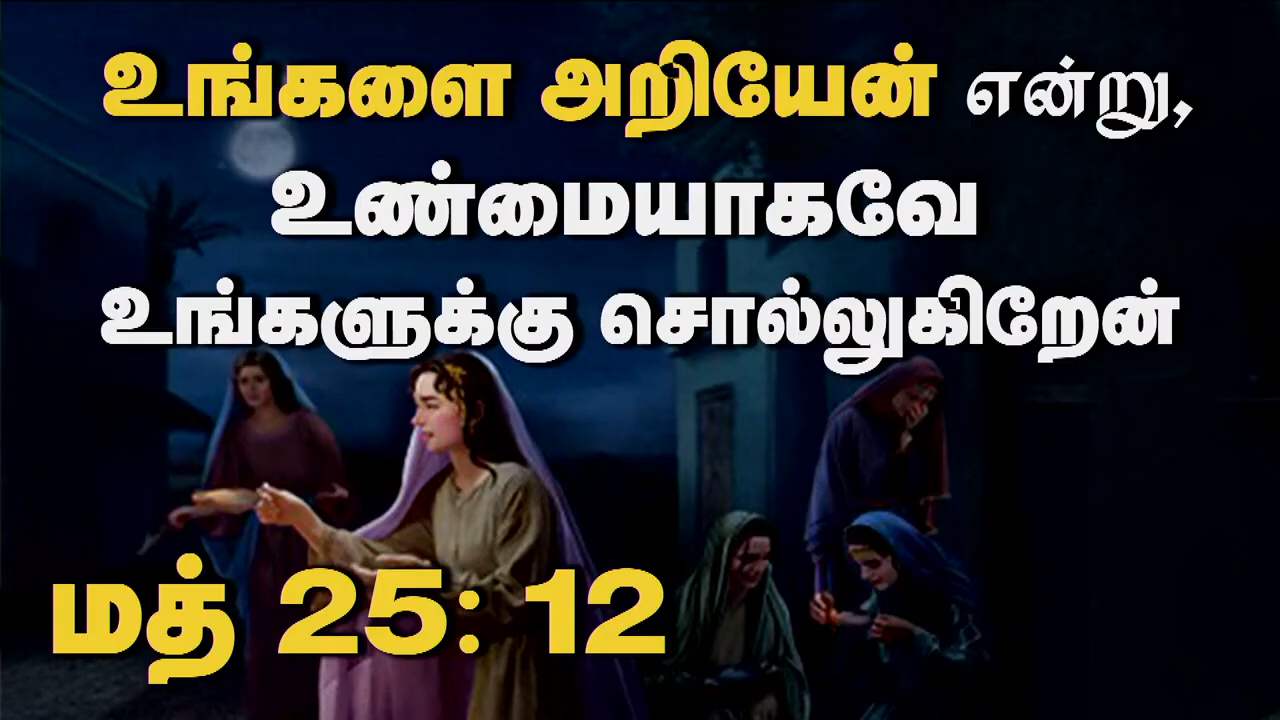 உங்களை அறியேன் என்று,
உண்மையாகவே
உங்களுக்கு சொல்லுகிறேன்
மத் 25: 12